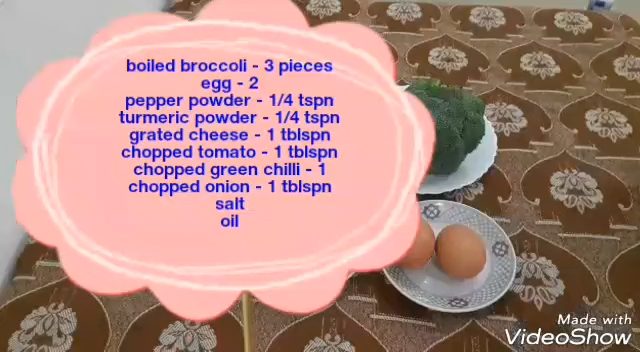 boiled broccoli - 3 pieces
egg - 2
pepper powder - 1/4 tspn
turmeric powder - 1/4 tspn
grated cheese - 1 tblspn
chopped tomato - 1 tblspn
chopped green chilli - 1
chopped onion - 1 tblspn
salt
oil
Made with
VideoShow